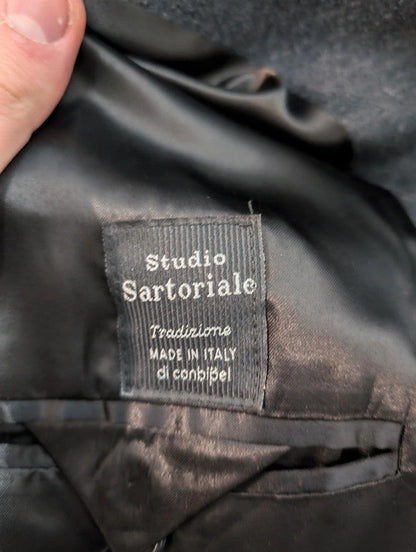 Studio
Sartoriale
Tradizione
MADE IN ITALY
di conbipel